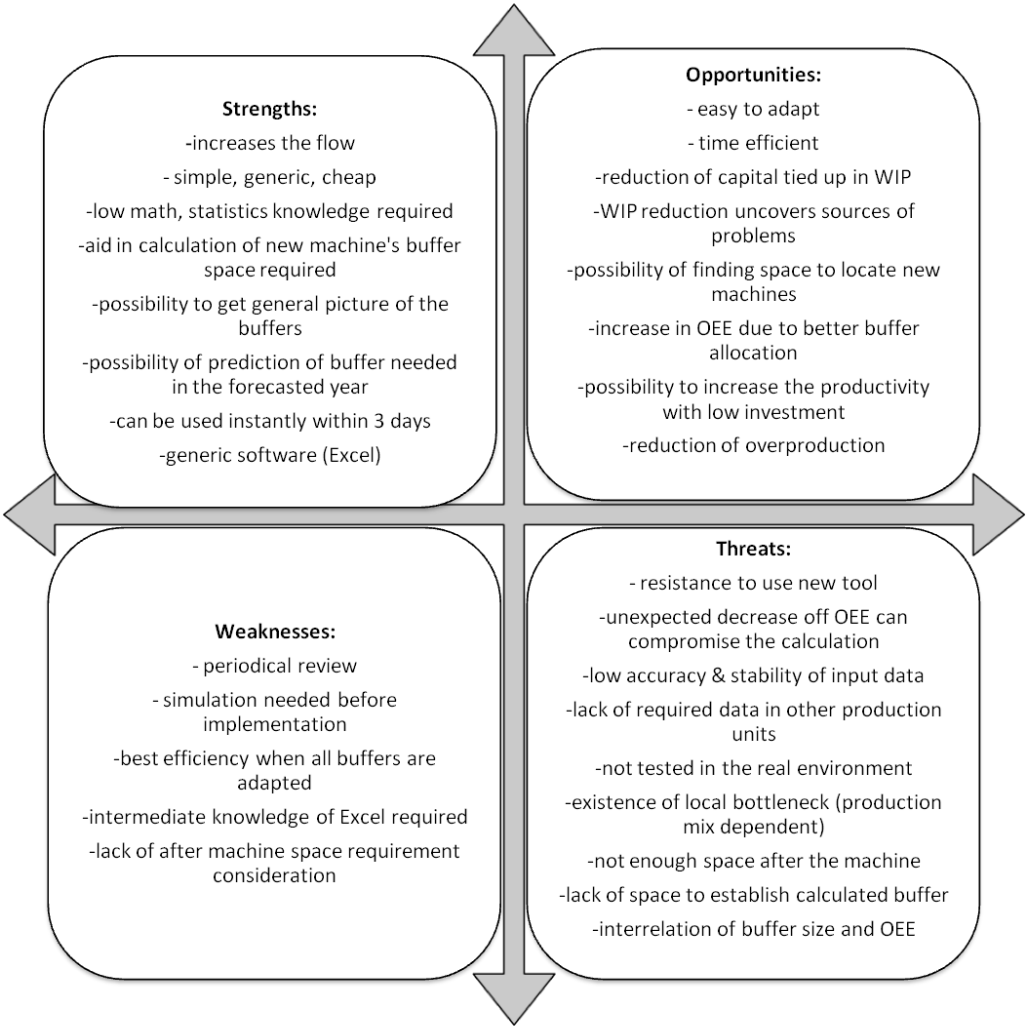 Strengths:
-increases the flow
- simple, generic, cheap
-low math, statistics knowledge required
-aid in calculation of new machine's buffer
space required
-possibility to get general picture of the
buffers
-possibility of prediction of buffer needed
in the forecasted year
-can be used instantly within 3 days
-generic software (Excel)
Opportunities:
- easy to adapt
- time efficient
-reduction of capital tied up in WIP
-WIP reduction uncovers sources of
problems
-possibility of finding space to locate new
machines
-increase in OEE due to better buffer
allocation
-possibility to increase the productivity
with low investment
-reduction of overproduction
Weaknesses:
- periodical review
- simulation needed before
implementation
-best efficiency when all buffers are
adapted
-intermediate knowledge of Excel required
-lack of after machine space requirement
consideration
Threats:
- resistance to use new tool
-unexpected decrease off OEE can
compromise the calculation
-low accuracy & stability of input data
-lack of required data in other production
units
-not tested in the real environment
-existence of local bottleneck (production
mix dependent)
-not enough space after the machine
-lack of space to establish calculated buffer
-interrelation of buffer size and OEE